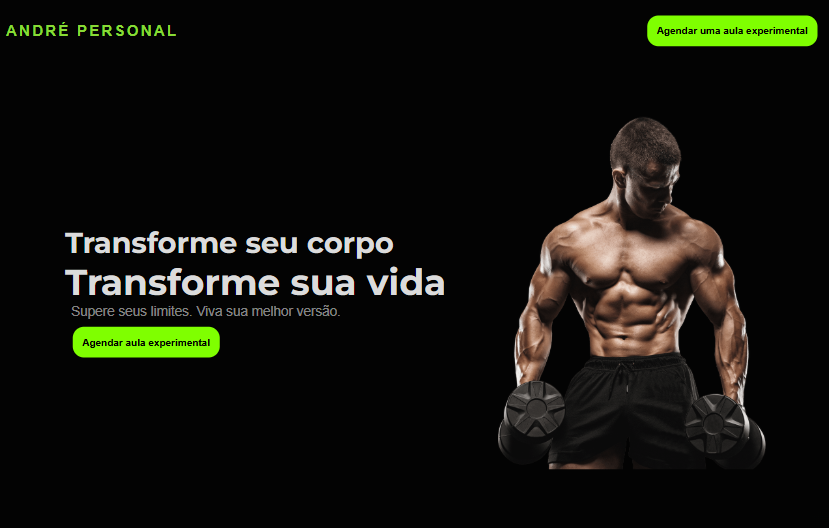 ANDRÉ PERSONAL
Agendar uma aula experimental
Transforme seu corpo
Transforme sua vida
Supere seus limites. Viva sua melhor versão.
Agendar aula experimental